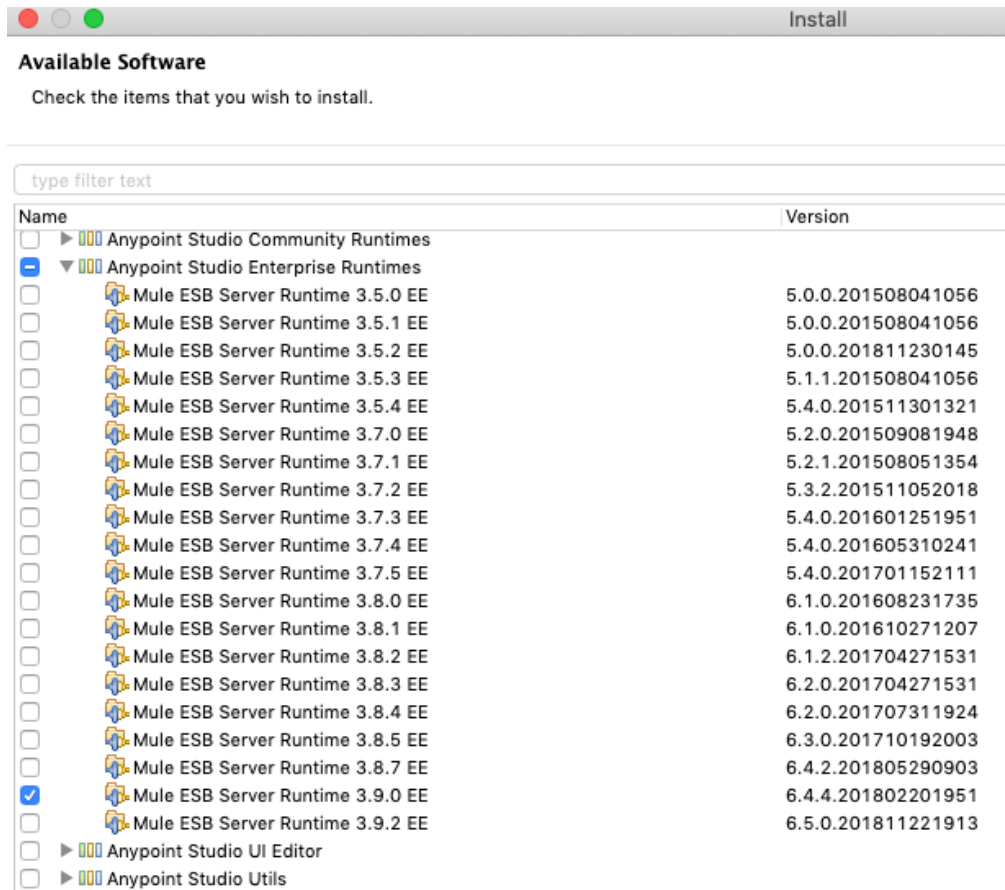 Install
Available Software
Check the items that you wish to install.
type filter text
Name Version
Anypoint Studio Community Runtimes
Anypoint Studio Enterprise Runtimes
Mule ESB Server Runtime 3.5.0 EE 5.0.0.201508041056
Mule ESB Server Runtime 3.5.1 EE 5.0.0.201508041056
Mule ESB Server Runtime 3.5.2 EE 5.0.0.201811230145
Mule ESB Server Runtime 3.5.3 EE 5.1.1.201508041056
Mule ESB Server Runtime 3.5.4 EE 5.4.0.201511301321
Mule ESB Server Runtime 3.7.0 EE 5.2.0.201509081948
Mule ESB Server Runtime 3.7.1 EE 5.2.1.201508051354
Mule ESB Server Runtime 3.7.2 EE 5.3.2.201511052018
Mule ESB Server Runtime 3.7.3 EE 5.4.0.201601251951
Mule ESB Server Runtime 3.7.4 EE 5.4.0.201605310241
Mule ESB Server Runtime 3.7.5 EE 5.4.0.201701152111
Mule ESB Server Runtime 3.8.0 EE 6.1.0.201608231735
Mule ESB Server Runtime 3.8.1 EE 6.1.0.201610271207
Mule ESB Server Runtime 3.8.2 EE 6.1.2.201704271531
Mule ESB Server Runtime 3.8.3 EE 6.2.0.201704271531
Mule ESB Server Runtime 3.8.4 EE 6.2.0.201707311924
Mule ESB Server Runtime 3.8.5 EE 6.3.0.201710192003
Mule ESB Server Runtime 3.8.7 EE 6.4.2.201805290903
Mule ESB Server Runtime 3.9.0 EE 6.4.4.201802201951
Mule ESB Server Runtime 3.9.2 EE 6.5.0.201811221913
Anypoint Studio UI Editor
Anypoint Studio Utils